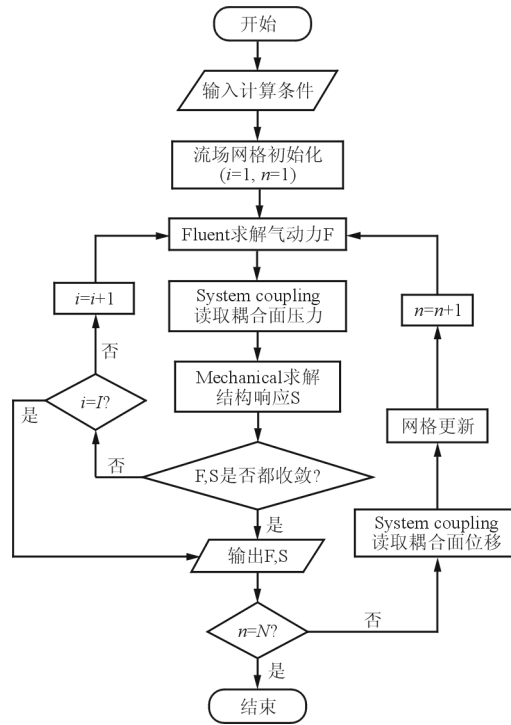 开始
输入计算条件
流场网格初始化
(i=1, n=1)
Fluent求解气动力F
i=i+1
System coupling
读取耦合面压力
n=n+1
否
Mechanical求解
结构响应S
i=I?
是
网格更新
否
F,S是否都收敛?
是
System coupling
读取耦合面位移
输出F,S
n=N?
否
是
结束